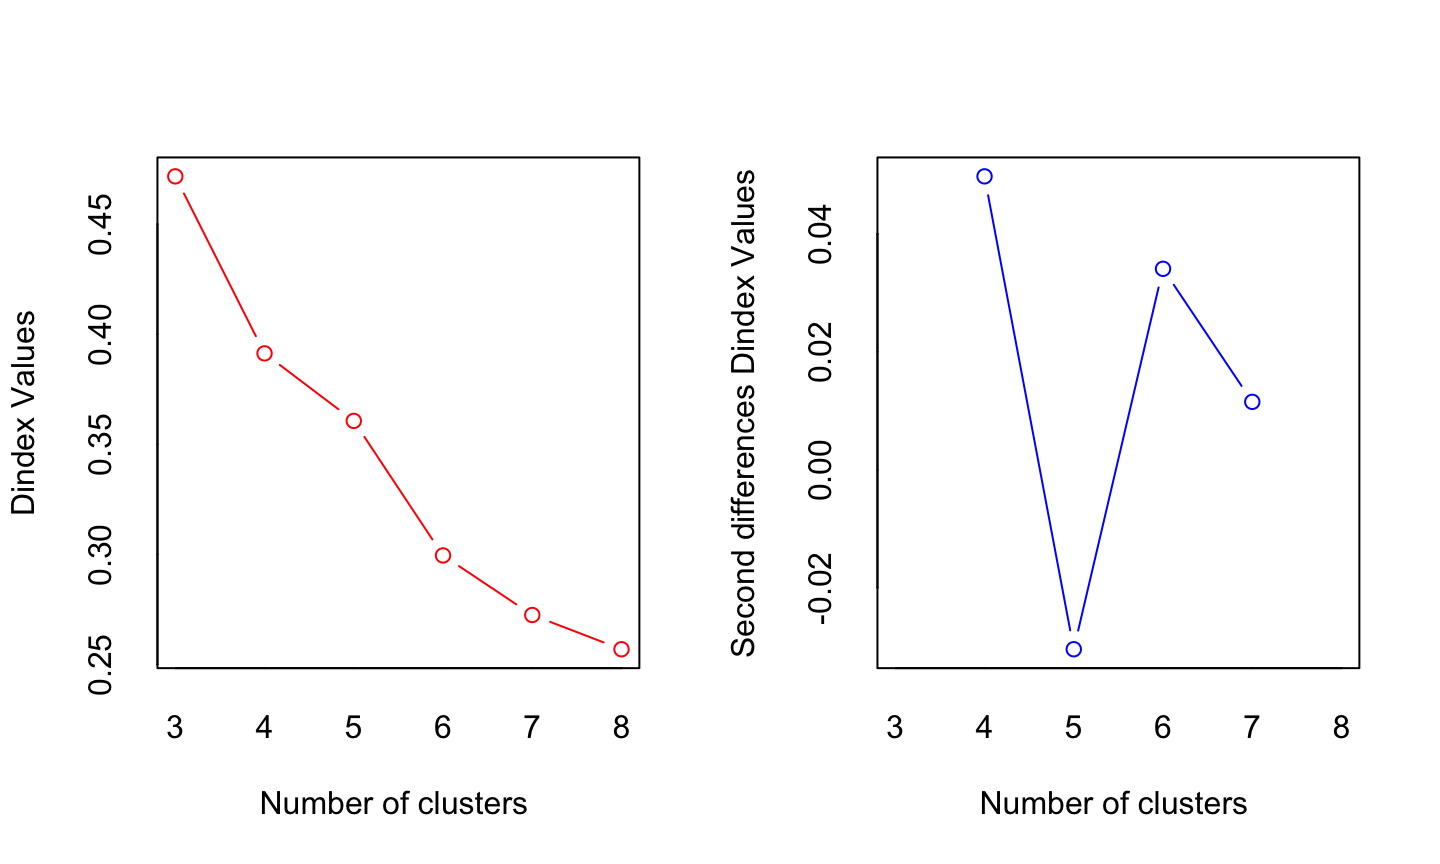 Dindex Values
0.45
0.40
0.35
0.30
0.25
3 4 5 6 7 8
Number of clusters
Second differences Dindex Values
0.04
0.02
0.00
-0.02
3 4 5 6 7 8
Number of clusters